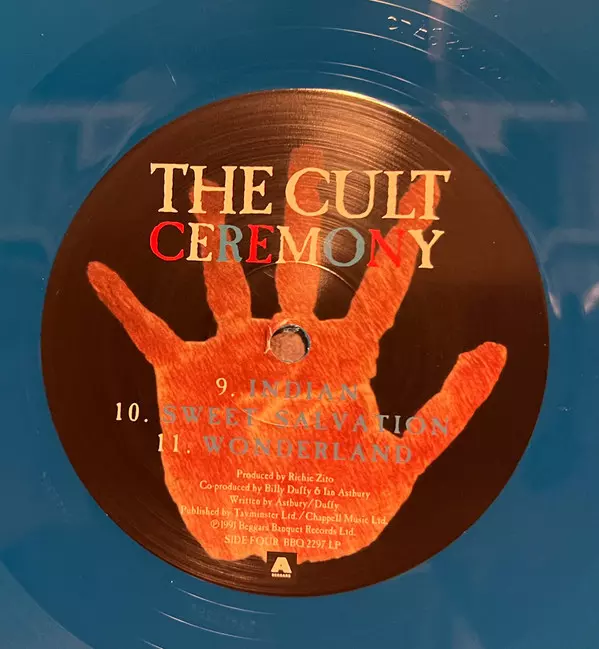 THE CULT
CEREMONY
9. INDIAN
10. SWEET SALVATION
11. WONDERLAND
Produced by Richie Zito
Co-produced by Billy Duffy & Ian Astbury
Written by Astbury/Duffy
Published by Tayminster Ltd./Chappell Music Ltd.
℗1991 Beggars Banquet Records Ltd.
SIDE FOUR BBQ 2297 LP
A
BEGGARS